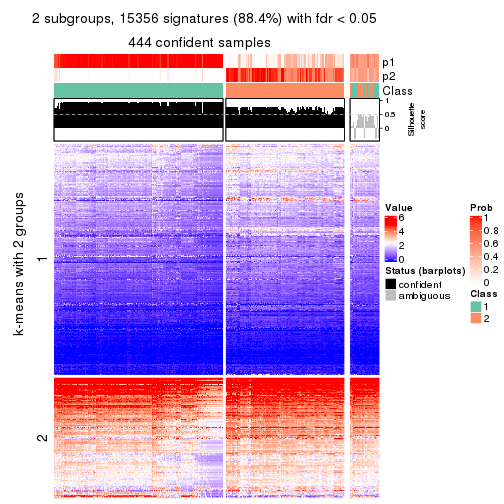 2 subgroups, 15356 signatures (88.4%) with fdr < 0.05
444 confident samples
p1
p2
Class
1
0.5
0
Silhouette
score
k-means with 2 groups
1
2
Value
6
4
2
0
Status (barplots)
confident
ambiguous
Prob
1
0.8
0.6
0.4
0.2
0
Class
1
2